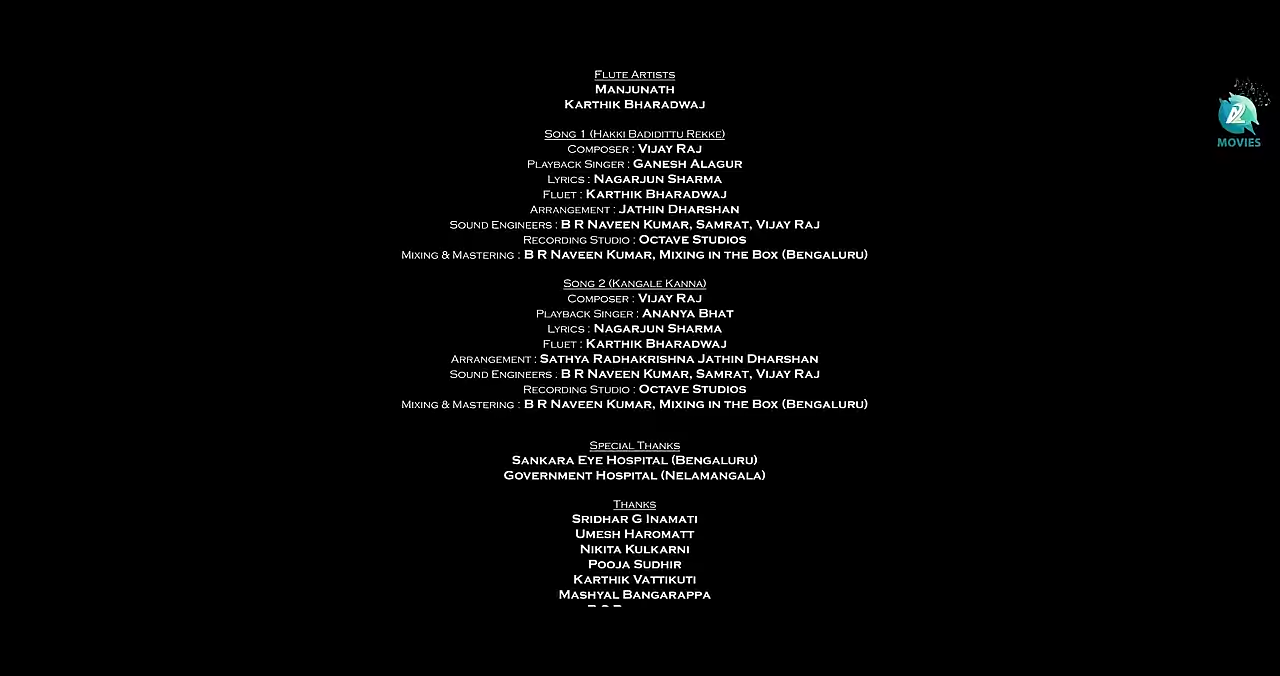 Flute Artists
Manjunath
Karthik Bharadwaj
Song 1 (Hakki Badidittu Rekke)
Composer : Vijay Raj
Playback Singer : Ganesh Alagur
Lyrics : Nagarjun Sharma
Fluet : Karthik Bharadwaj
Arrangement : Jathin Dharshan
Sound Engineers : B R Naveen Kumar, Samrat, Vijay Raj
Recording Studio : Octave Studios
Mixing & Mastering : B R Naveen Kumar, Mixing in the Box (Bengaluru)
Song 2 (Kangale Kanna)
Composer : Vijay Raj
Playback Singer : Ananya Bhat
Lyrics : Nagarjun Sharma
Fluet : Karthik Bharadwaj
Arrangement : Sathya Radhakrishna Jathin Dharshan
Sound Engineers : B R Naveen Kumar, Samrat, Vijay Raj
Recording Studio : Octave Studios
Mixing & Mastering : B R Naveen Kumar, Mixing in the Box (Bengaluru)
Special Thanks
Sankara Eye Hospital (Bengaluru)
Government Hospital (Nelamangala)
Thanks
Sridhar G Inamati
Umesh Haromatt
Nikita Kulkarni
Pooja Sudhir
Karthik Vattikuti
Mashyal Bangarappa
MOVIES